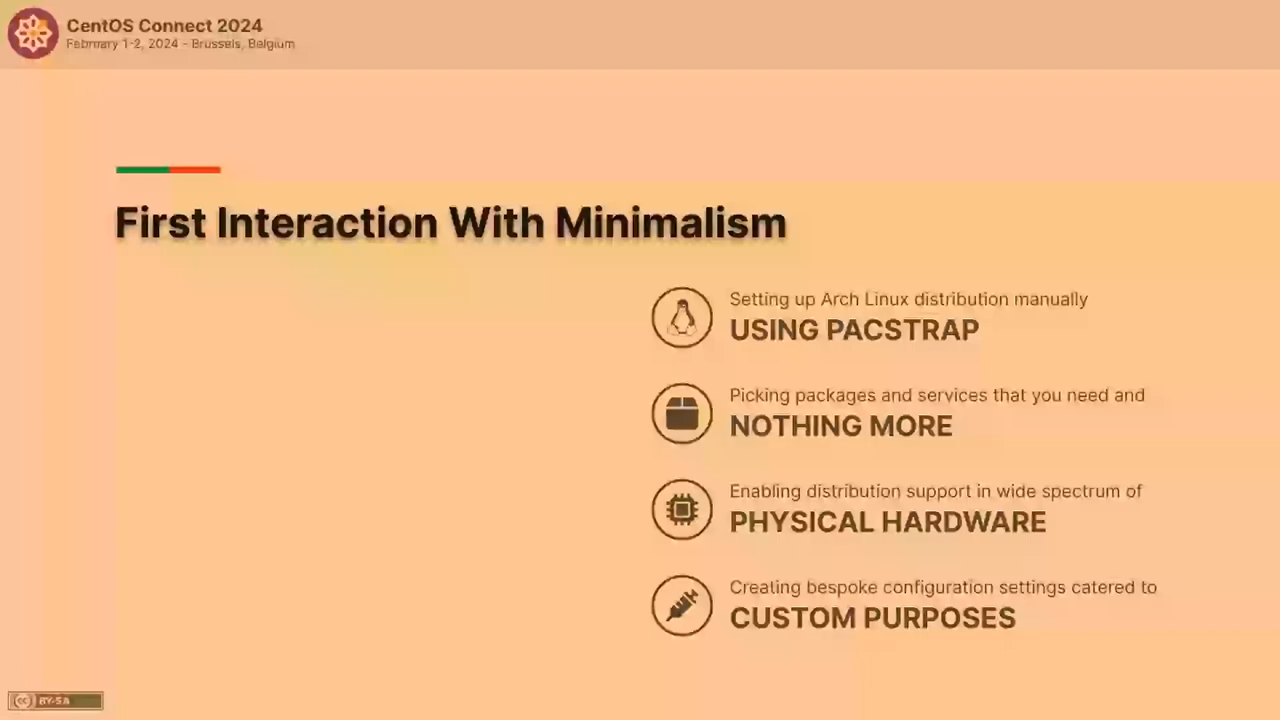 CentOS Connect 2024
February 1-2, 2024 - Brussels, Belgium
First Interaction With Minimalism
Setting up Arch Linux distribution manually
USING PACSTRAP
Picking packages and services that you need and
NOTHING MORE
Enabling distribution support in wide spectrum of
PHYSICAL HARDWARE
Creating bespoke configuration settings catered to
CUSTOM PURPOSES
cc BY-SA